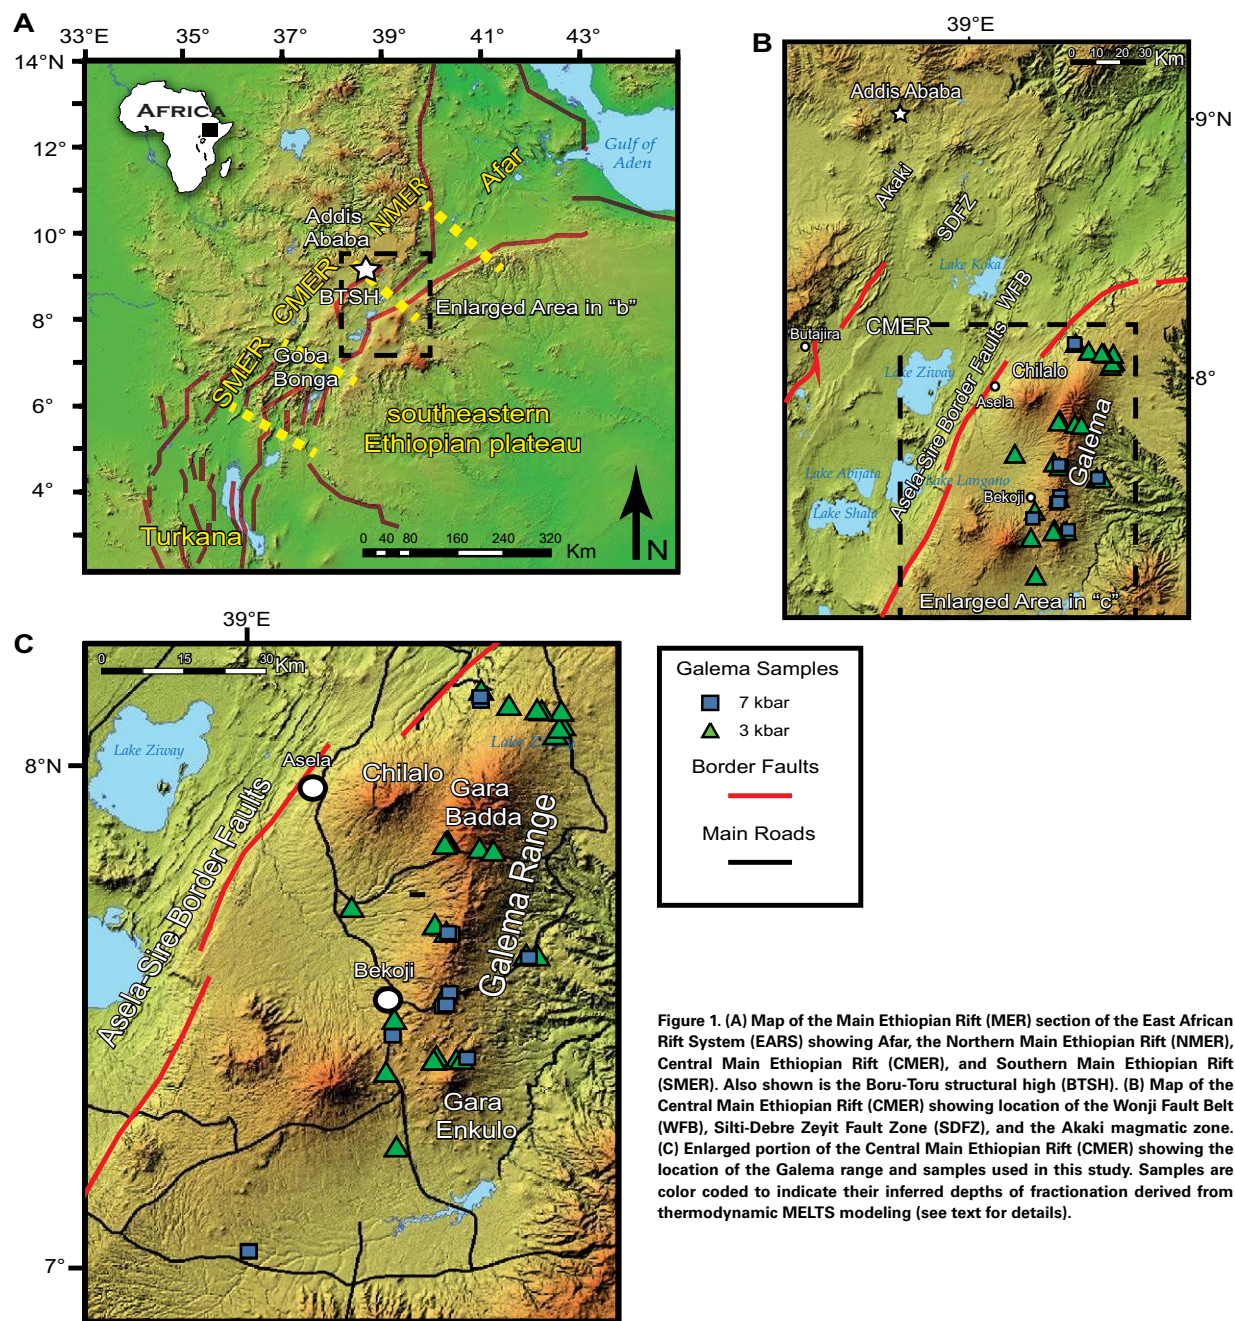 A
33°E
35°
37°
39°
41°
43°
14°N
12°
10°
8°
6°
4°
AFRICA
Gulf of
Aden
Afar
NMER
Addis
Ababa
CMER
BTSH
Enlarged Area in “b”
SMER
Goba
Bonga
southeastern
Ethiopian plateau
Turkana
0 40 80 160 240 320
Km
N
B
39°E
0 10 20 30
Km
Addis Ababa
9°N
Akaki
SDFZ
Lake Koka
WFB
Butajira
CMER
Lake Ziway
Chilalo
8°
Asela
Asela-Sire Border Faults
Galema
Lake Abijata
Lake Langano
Bekoji
Lake Shala
Enlarged Area in “c”
C
39°E
0 15 30
Km
Lake Ziway
Lake Ziway
8°N
Asela
Chilalo
Gara
Badda
Asela-Sire Border Faults
Galema Range
Bekoji
Gara
Enkulo
7°
Galema Samples
7 kbar
3 kbar
Border Faults
Main Roads
Figure 1. (A) Map of the Main Ethiopian Rift (MER) section of the East African
Rift System (EARS) showing Afar, the Northern Main Ethiopian Rift (NMER),
Central Main Ethiopian Rift (CMER), and Southern Main Ethiopian Rift
(SMER). Also shown is the Boru-Toru structural high (BTSH). (B) Map of the
Central Main Ethiopian Rift (CMER) showing location of the Wonji Fault Belt
(WFB), Silti-Debre Zeyit Fault Zone (SDFZ), and the Akaki magmatic zone.
(C) Enlarged portion of the Central Main Ethiopian Rift (CMER) showing the
location of the Galema range and samples used in this study. Samples are
color coded to indicate their inferred depths of fractionation derived from
thermodynamic MELTS modeling (see text for details).